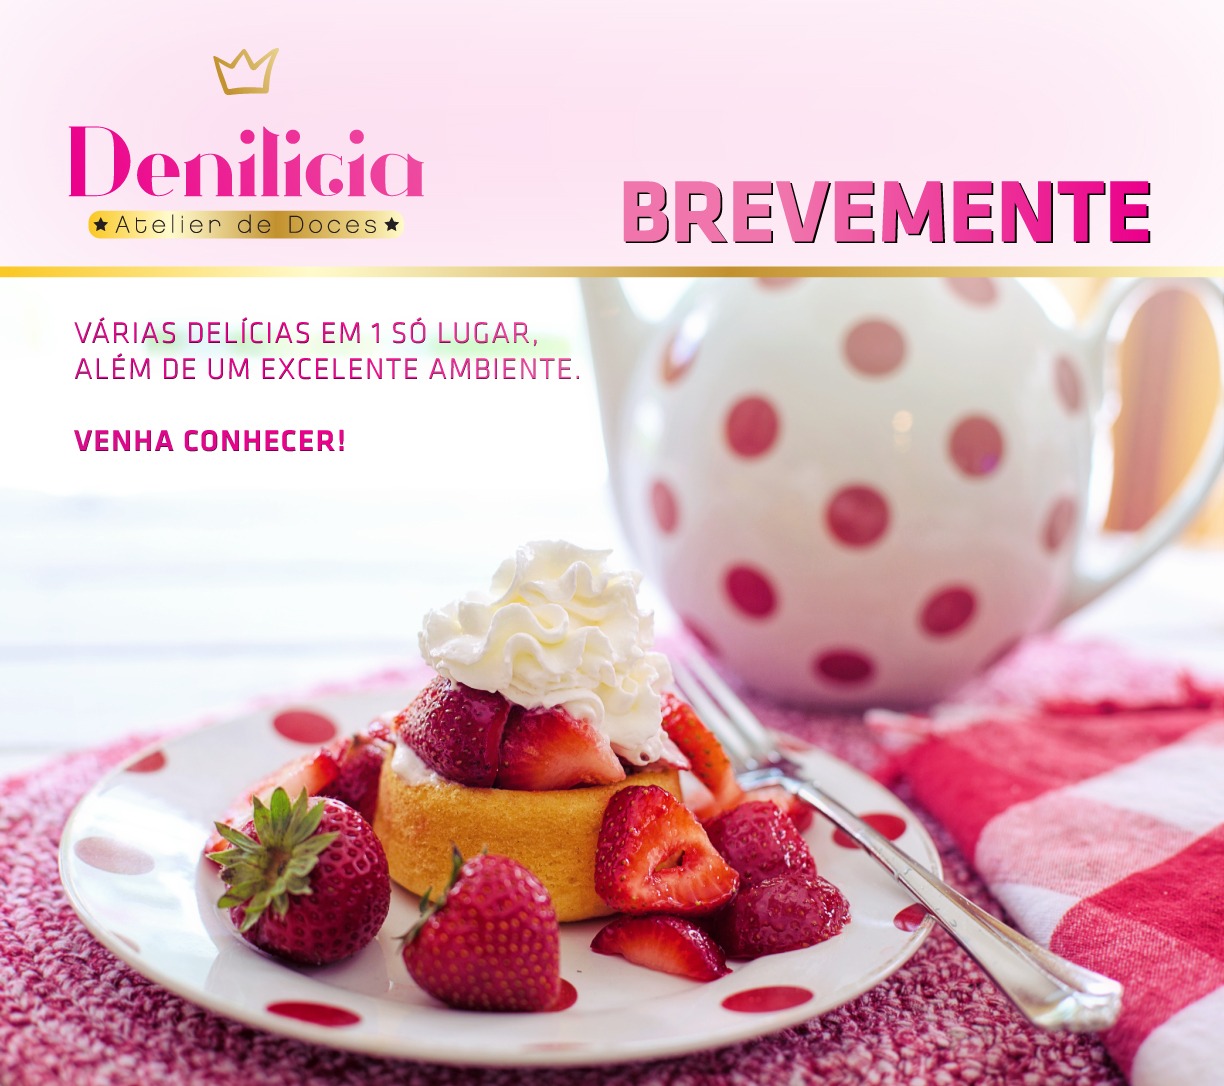 Denilicia
★Atelier de Doces★
BREVEMENTE
VÁRIAS DELÍCIAS EM 1 SÓ LUGAR,
ALÉM DE UM EXCELENTE AMBIENTE.
VENHA CONHECER!